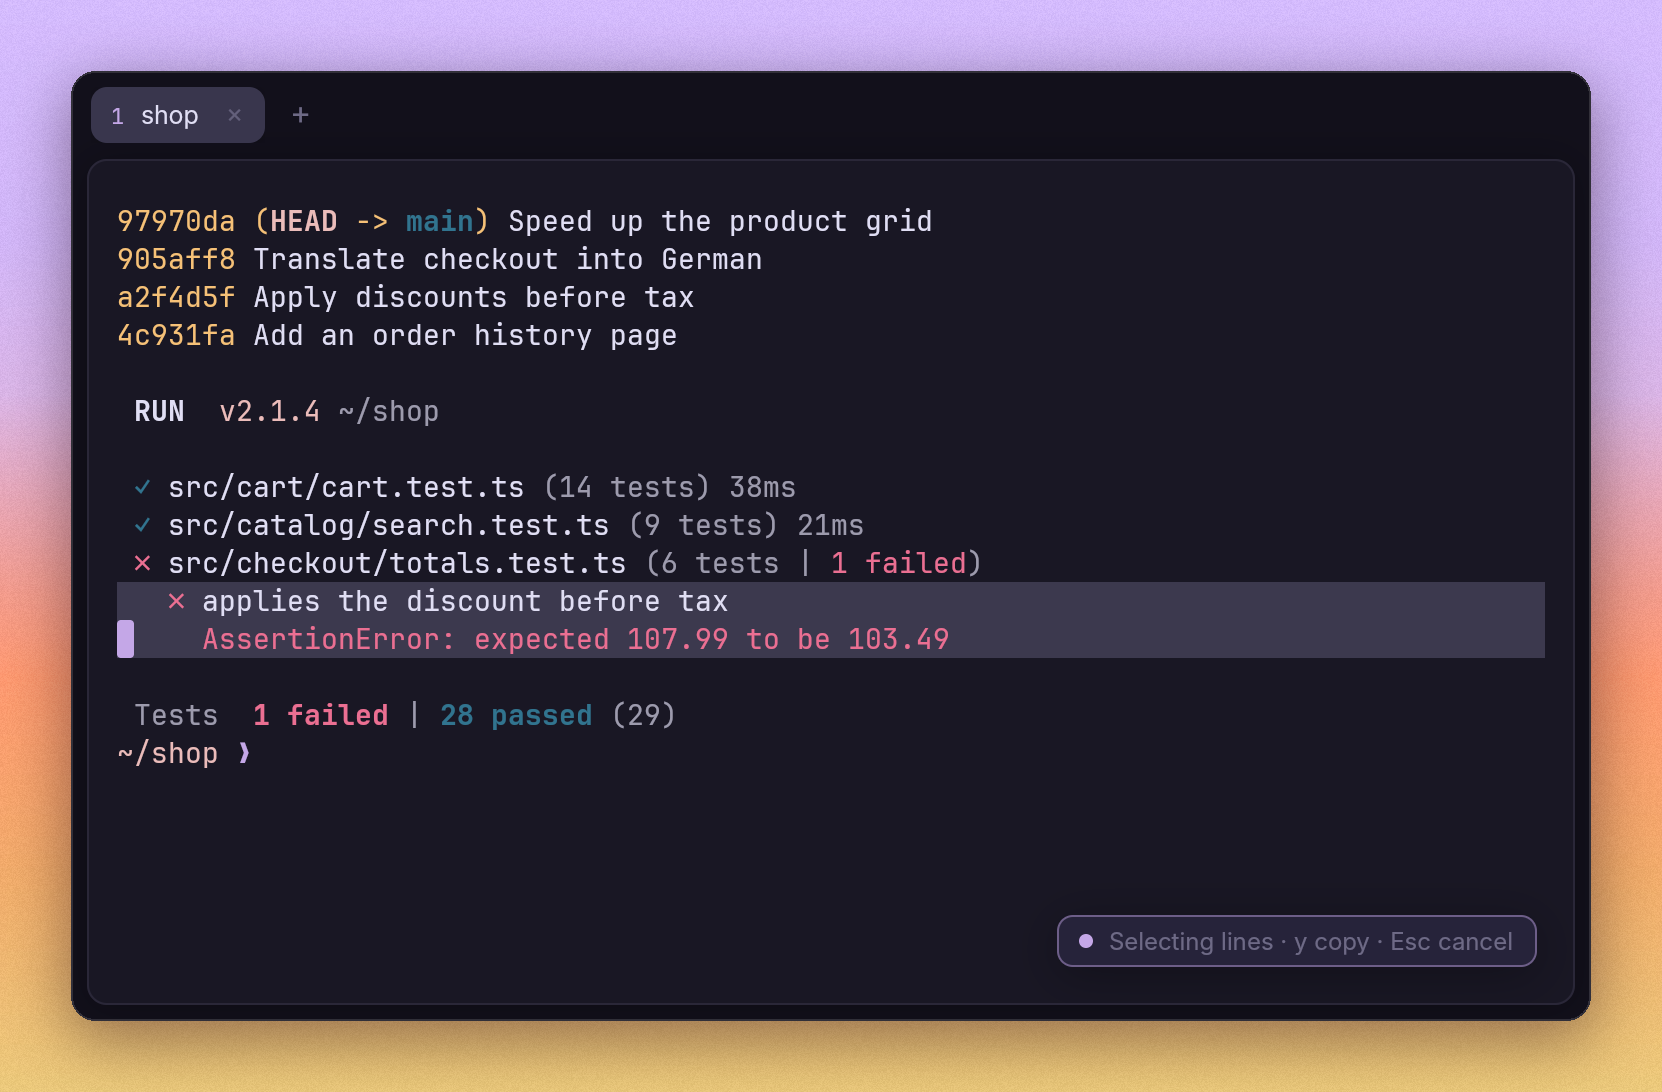 1 shop × +
97970da (HEAD -> main) Speed up the product grid
905aff8 Translate checkout into German
a2f4d5f Apply discounts before tax
4c931fa Add an order history page
RUN v2.1.4 ~/shop
✓ src/cart/cart.test.ts (14 tests) 38ms
✓ src/catalog/search.test.ts (9 tests) 21ms
× src/checkout/totals.test.ts (6 tests | 1 failed)
× applies the discount before tax
AssertionError: expected 107.99 to be 103.49
Tests 1 failed | 28 passed (29)
~/shop ❯
Selecting lines · y copy · Esc cancel